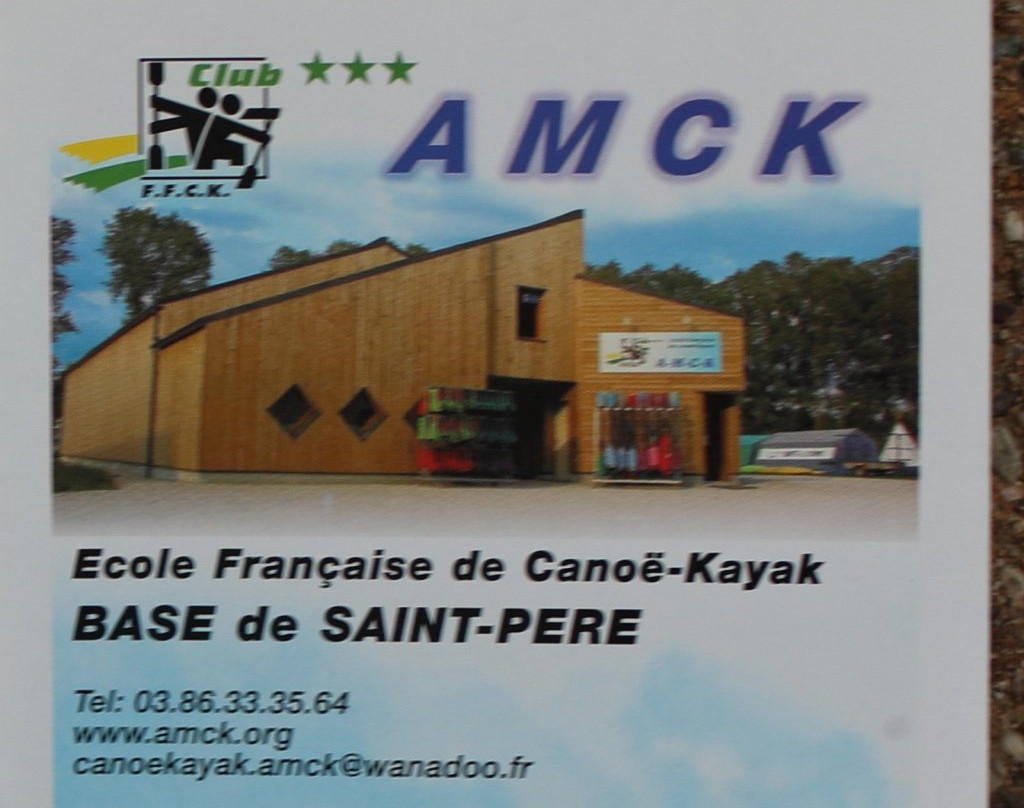 Club
AMCK
F.F.C.K.
AMCK
Ecole Française de Canoë-Kayak
BASE de SAINT-PERE
Tel: 03.86.33.35.64
www.amck.org
canoekayak.amck@wanadoo.fr